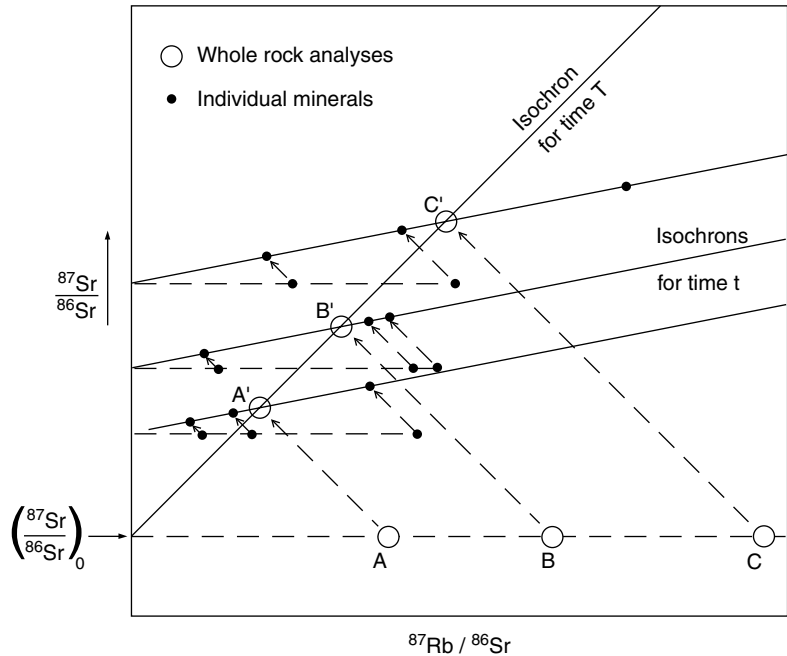 Whole rock analyses
Individual minerals
Isochron
for time T
C'
Isochrons
for time t
⁸⁷Sr
⁸⁶Sr
B'
A'
(⁸⁷Sr
⁸⁶Sr)₀
A
B
C
⁸⁷Rb / ⁸⁶Sr